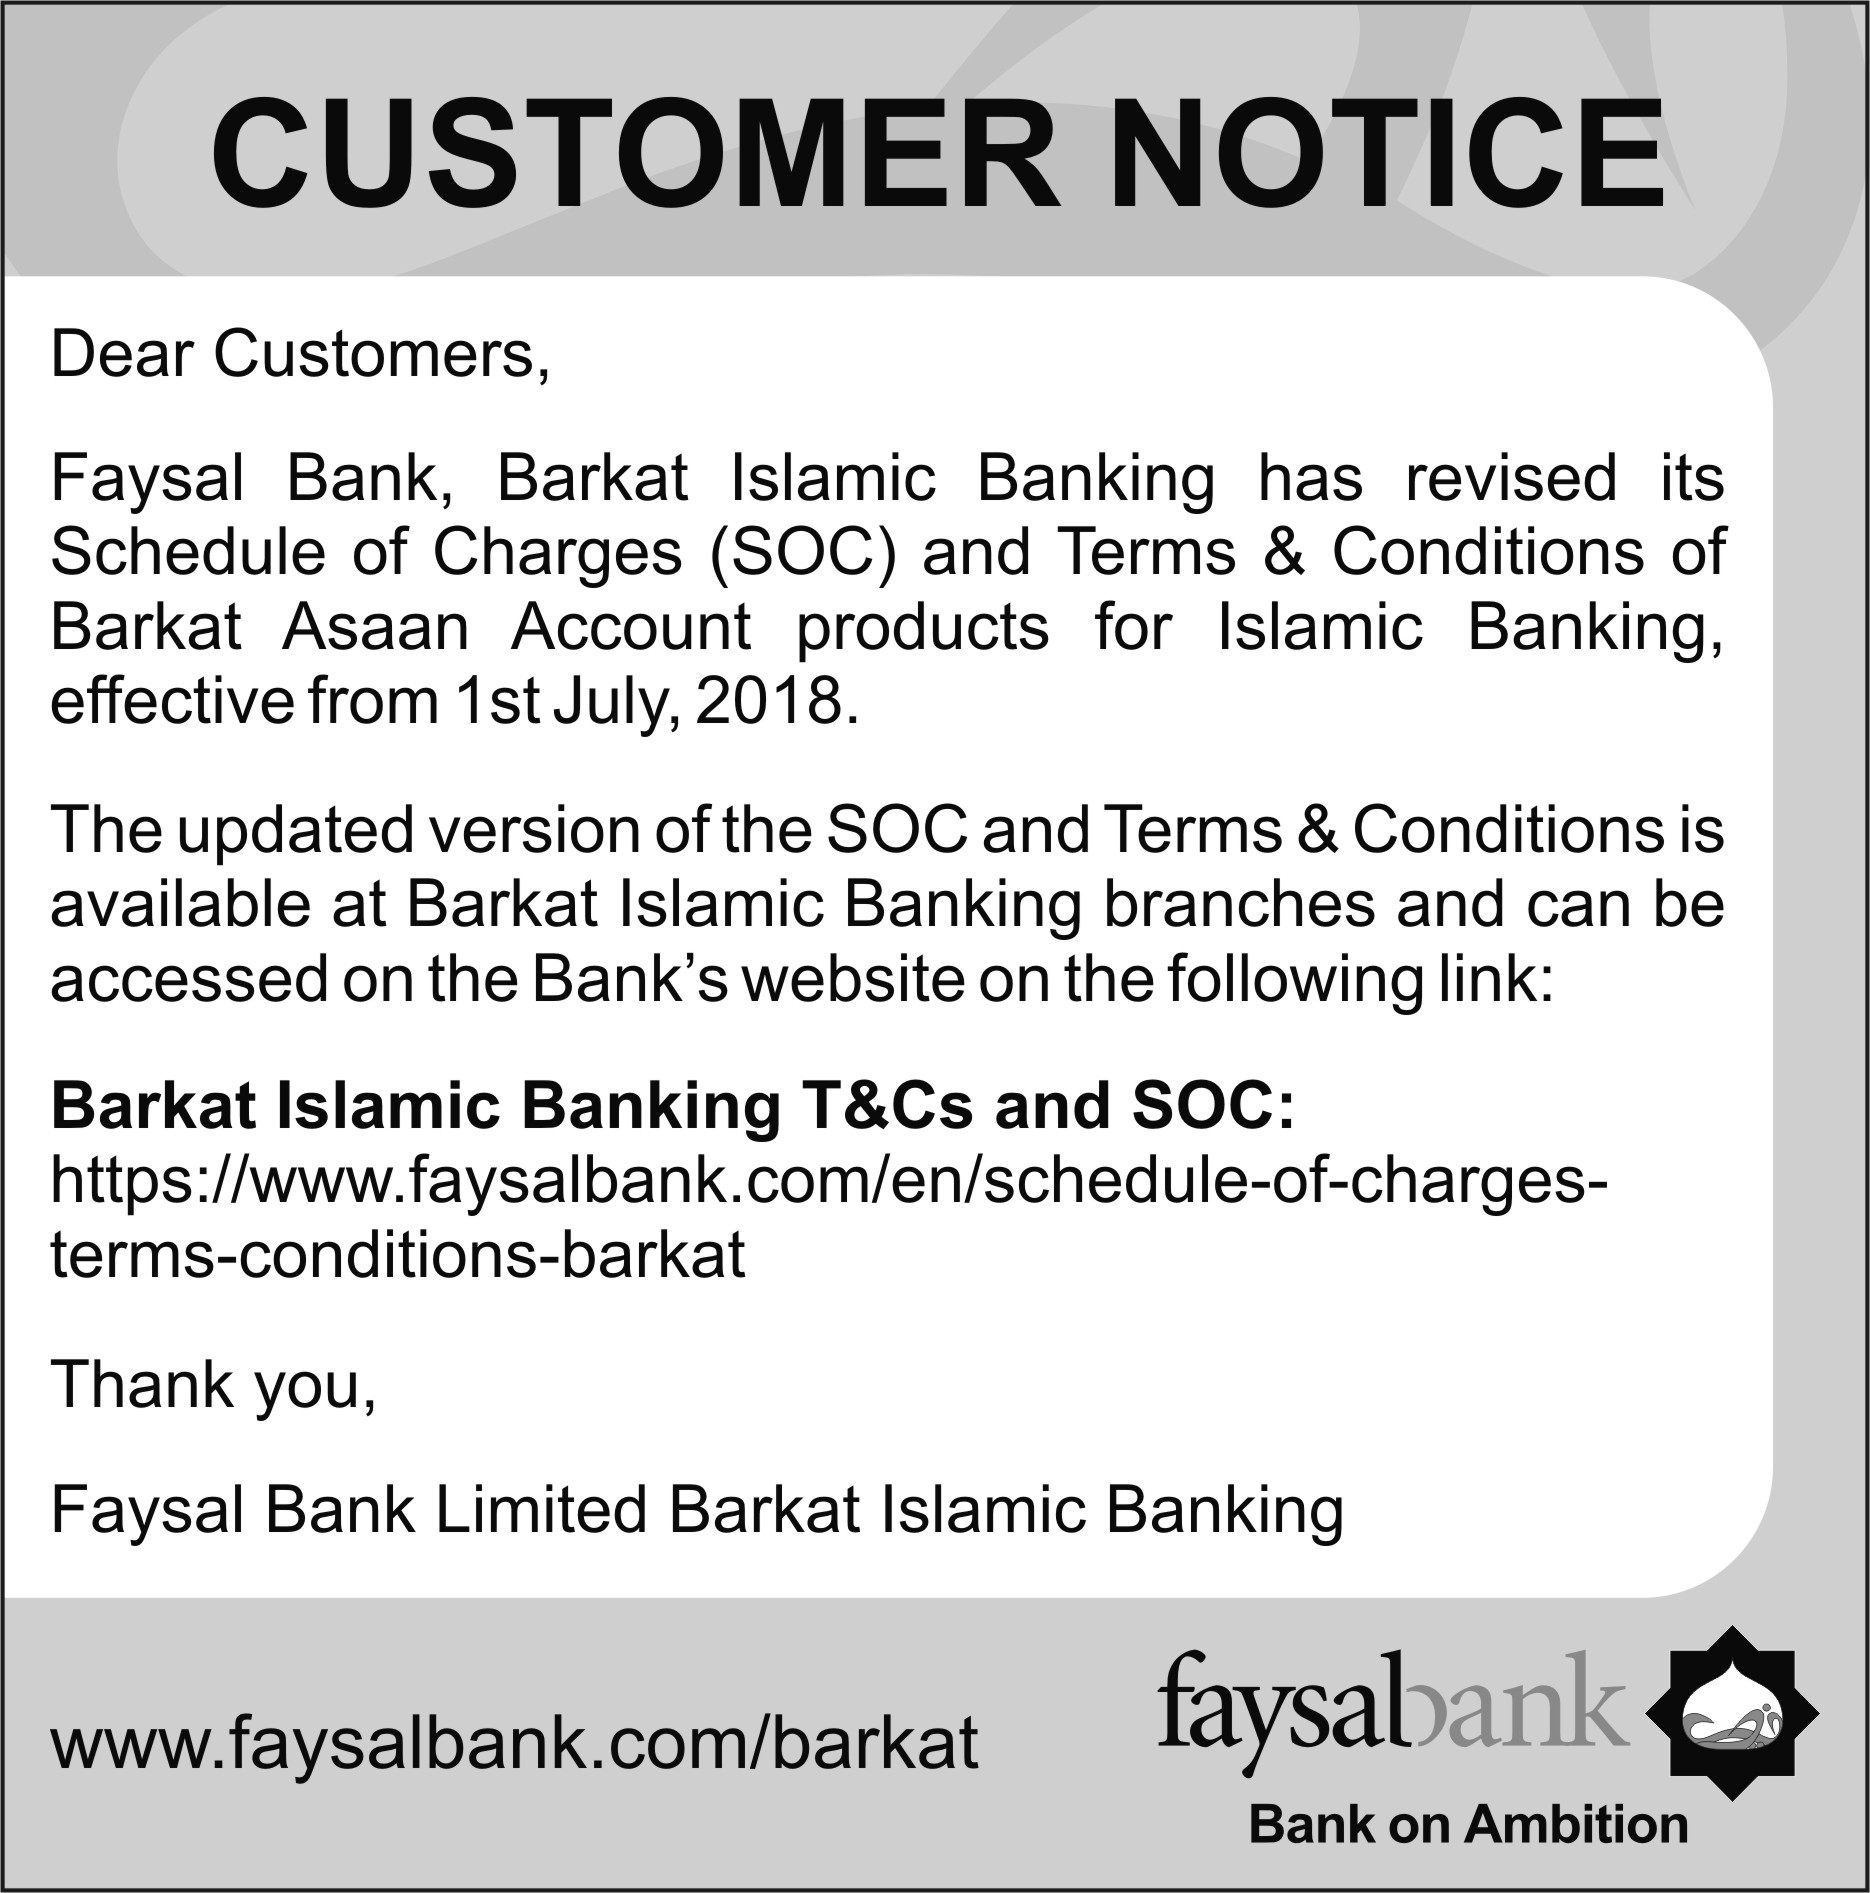 CUSTOMER NOTICE
Dear Customers,
Faysal Bank, Barkat Islamic Banking has revised its
Schedule of Charges (SOC) and Terms & Conditions of
Barkat Asaan Account products for Islamic Banking,
effective from 1st July, 2018.
The updated version of the SOC and Terms & Conditions is
available at Barkat Islamic Banking branches and can be
accessed on the Bank’s website on the following link:
Barkat Islamic Banking T&Cs and SOC:
https://www.faysalbank.com/en/schedule-of-charges-
terms-conditions-barkat
Thank you,
Faysal Bank Limited Barkat Islamic Banking
www.faysalbank.com/barkat
faysalbank
Bank on Ambition